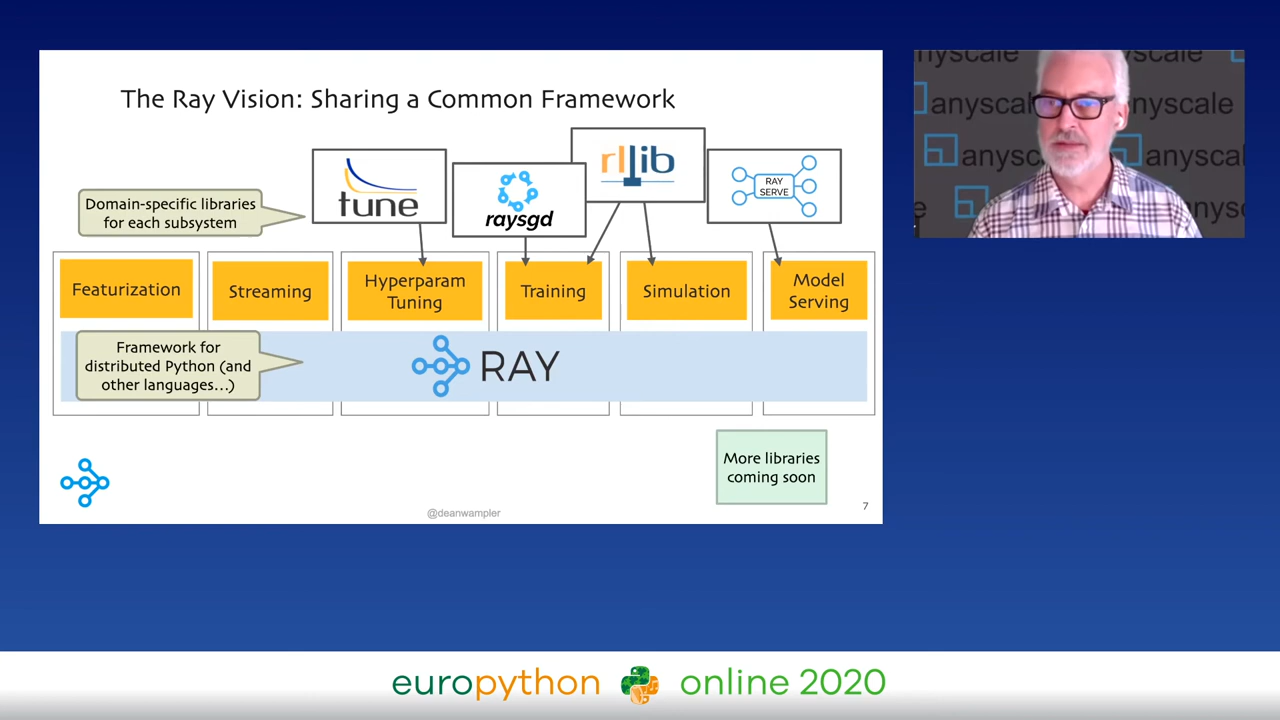 The Ray Vision: Sharing a Common Framework
Domain-specific libraries
for each subsystem
tune
raysgd
rllib
RAY
SERVE
Featurization
Streaming
Hyperparam
Tuning
Training
Simulation
Model
Serving
Framework for
distributed Python (and
other languages...)
RAY
More libraries
coming soon
@deanwampler
7
anyscale
anyscale
anyscale
europython online 2020